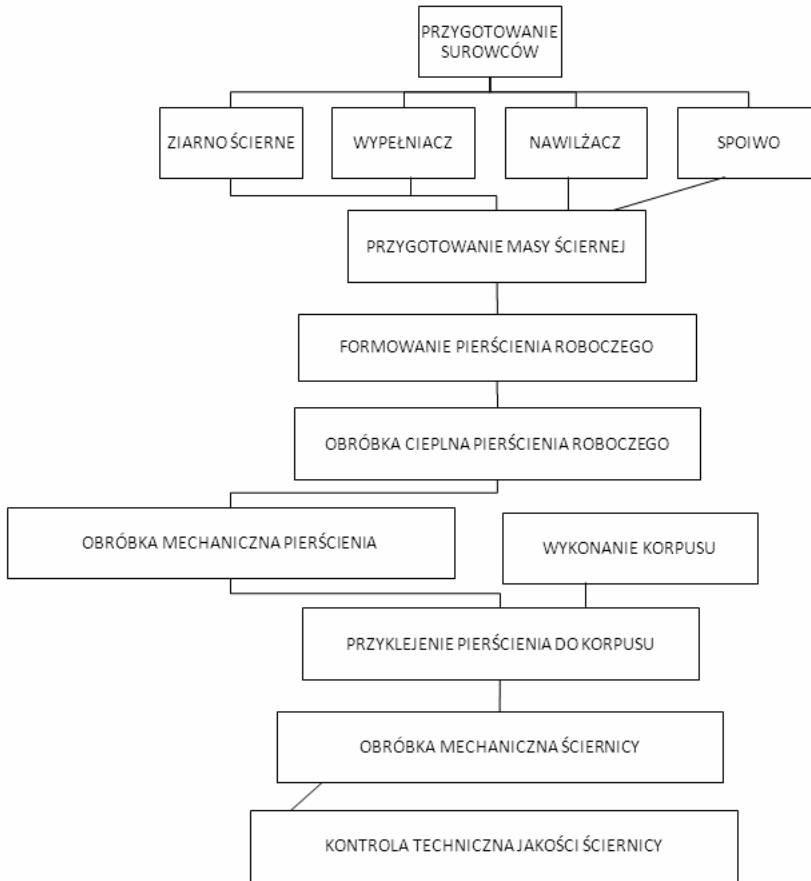 PRZYGOTOWANIE
SUROWCÓW
ZIARNO ŚCIERNE
WYPEŁNIACZ
NAWILŻACZ
SPOIWO
PRZYGOTOWANIE MASY ŚCIERNEJ
FORMOWANIE PIERŚCIENIA ROBOCZEGO
OBRÓBKA CIEPLNA PIERŚCIENIA ROBOCZEGO
OBRÓBKA MECHANICZNA PIERŚCIENIA
WYKONANIE KORPUSU
PRZYKLEJENIE PIERŚCIENIA DO KORPUSU
OBRÓBKA MECHANICZNA ŚCIERNICY
KONTROLA TECHNICZNA JAKOŚCI ŚCIERNICY